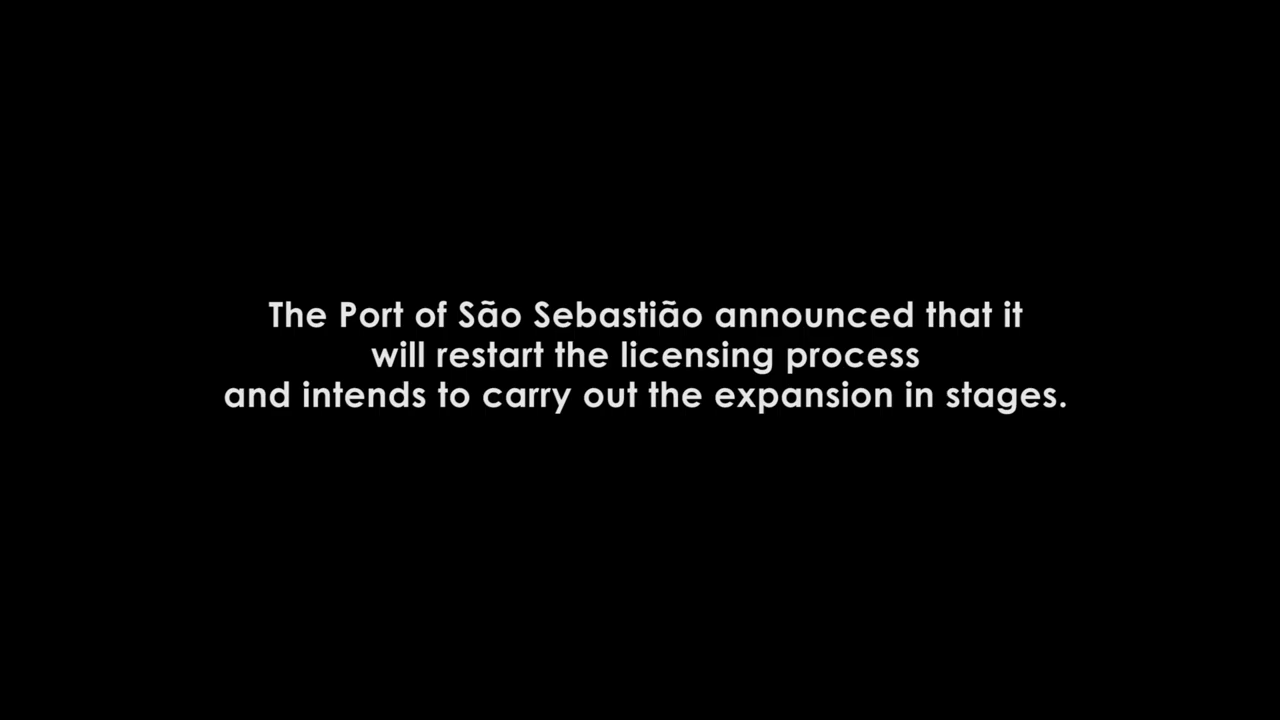 The Port of São Sebastião announced that it
will restart the licensing process
and intends to carry out the expansion in stages.